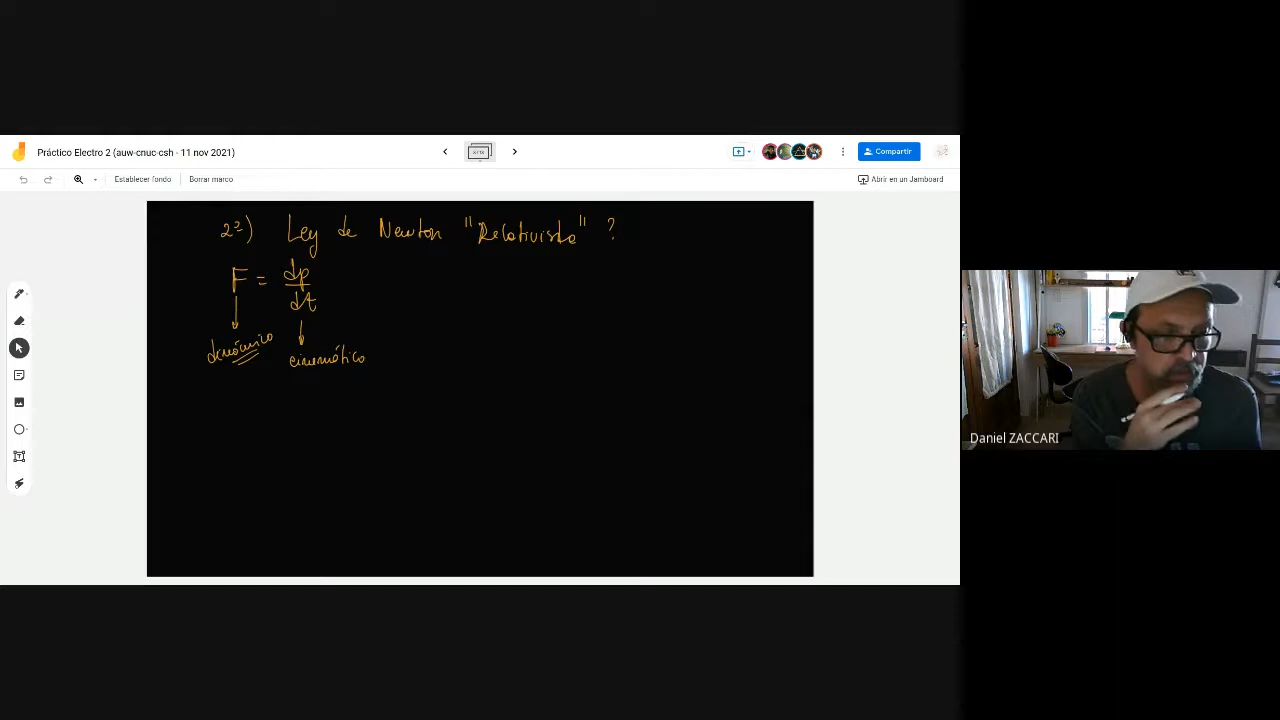 Práctico Electro 2 (auw-cnuc-csh - 11 nov 2021)
Compartir
Establecer fondo
Borrar marco
Abrir en un Jamboard
2ª) Ley de Newton "Relativista" ?
F = dp
dt
dinámico
cinemático
Daniel ZACCARI